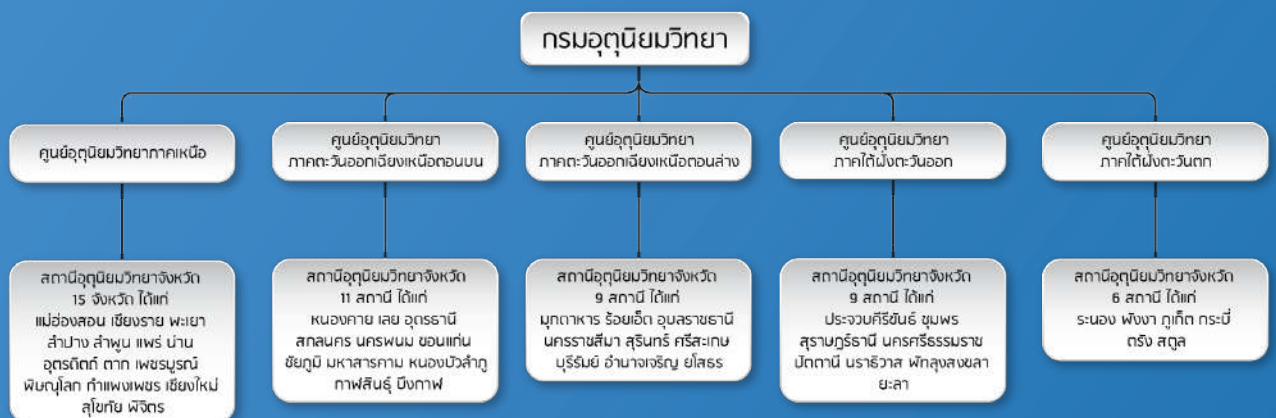 กรมอุตุนิยมวิทยา
ศูนย์อุตุนิยมวิทยาภาคเหนือ
ศูนย์อุตุนิยมวิทยา
ภาคตะวันออกเฉียงเหนือตอนบน
ศูนย์อุตุนิยมวิทยา
ภาคตะวันออกเฉียงเหนือตอนล่าง
ศูนย์อุตุนิยมวิทยา
ภาคใต้ฝั่งตะวันออก
ศูนย์อุตุนิยมวิทยา
ภาคใต้ฝั่งตะวันตก
สถานีอุตุนิยมวิทยาจังหวัด
15 จังหวัด ได้แก่
แม่ฮ่องสอน เชียงราย พะเยา
ลำปาง ลำพูน แพร่ น่าน
อุตรดิตถ์ ตาก เพชรบูรณ์
พิษณุโลก กำแพงเพชร เชียงใหม่
สุโขทัย พิจิตร
สถานีอุตุนิยมวิทยาจังหวัด
11 สถานี ได้แก่
หนองคาย เลย อุดรธานี
สกลนคร นครพนม ขอนแก่น
ชัยภูมิ มหาสารคาม หนองบัวลำภู
กาฬสินธุ์ บึงกาฬ
สถานีอุตุนิยมวิทยาจังหวัด
9 สถานี ได้แก่
มุกดาหาร ร้อยเอ็ด อุบลราชธานี
นครราชสีมา สุรินทร์ ศรีสะเกษ
บุรีรัมย์ อำนาจเจริญ ยโสธร
สถานีอุตุนิยมวิทยาจังหวัด
9 สถานี ได้แก่
ประจวบคีรีขันธ์ ชุมพร
สุราษฎร์ธานี นครศรีธรรมราช
ปัตตานี นราธิวาส พัทลุงสงขลา
ยะลา
สถานีอุตุนิยมวิทยาจังหวัด
6 สถานี ได้แก่
ระนอง พังงา ภูเก็ต กระบี่
ตรัง สตูล